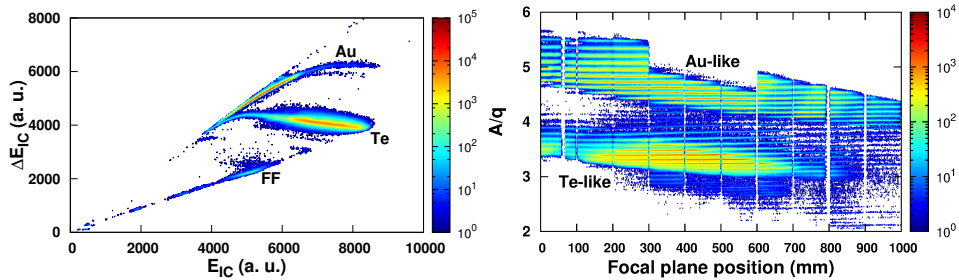 8000
6000
4000
2000
0
0 2000 4000 6000 8000 10000
ΔE_IC (a. u.)
E_IC (a. u.)
Au
Te
FF
10^5
10^4
10^3
10^2
10^1
10^0
6
5
4
3
2
0 100 200 300 400 500 600 700 800 900 1000
A/q
Focal plane position (mm)
Au-like
Te-like
10^4
10^3
10^2
10^1
10^0